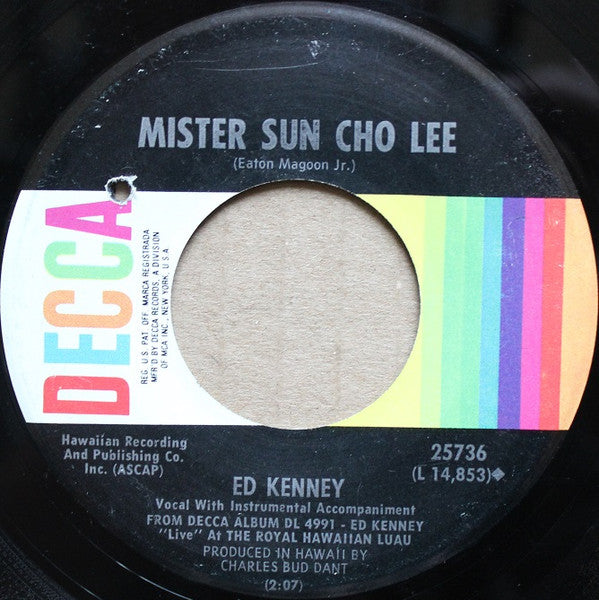 MISTER SUN CHO LEE
(Eaton Magoon Jr.)
DECCA
REG. U.S. PAT. OFF. MARCA REGISTRADA
MF'R'D BY DECCA RECORDS, A DIVISION
OF MCA INC., NEW YORK, U.S.A.
Hawaiian Recording
And Publishing Co.
Inc. (ASCAP)
25736
(L 14,853)◆
ED KENNEY
Vocal With Instrumental Accompaniment
FROM DECCA ALBUM DL 4991 - ED KENNEY
"Live" At THE ROYAL HAWAIIAN LUAU
PRODUCED IN HAWAII BY
CHARLES BUD DANT
(2:07)